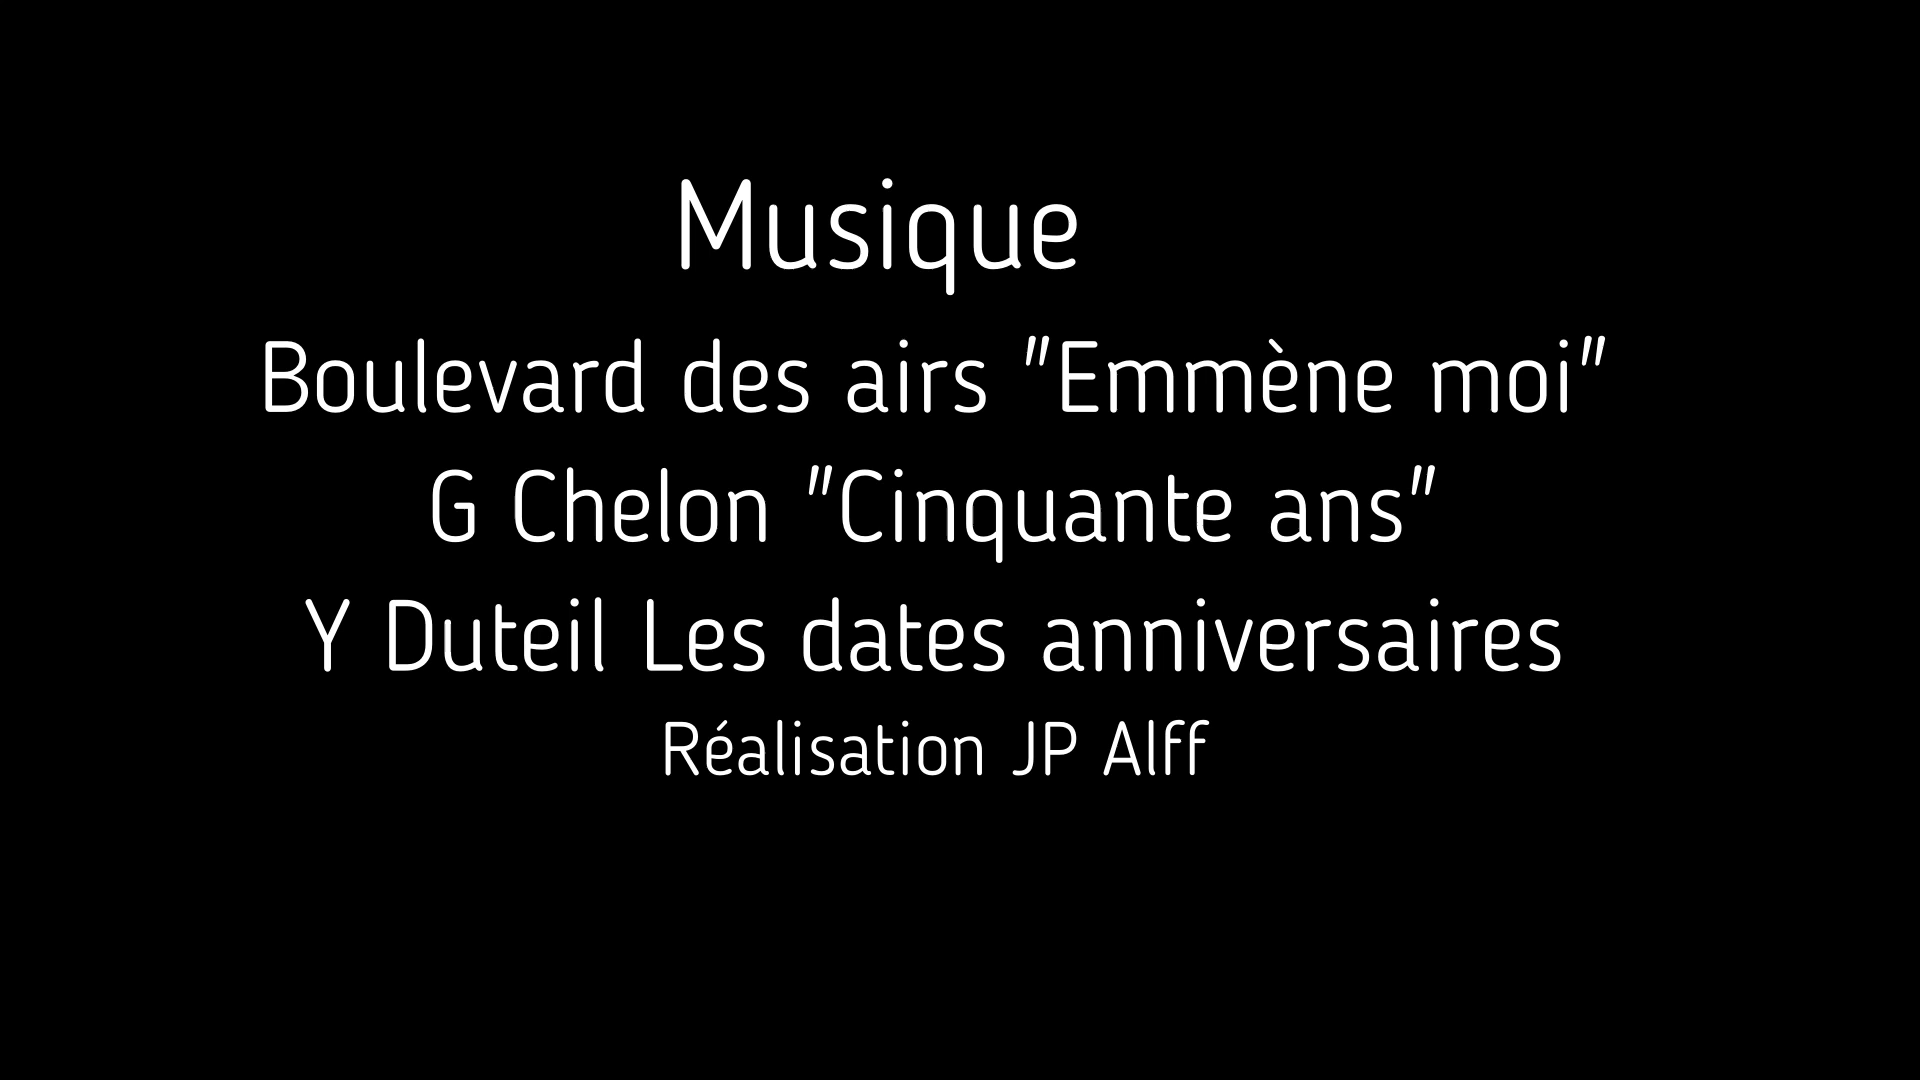 Musique
Boulevard des airs "Emmène moi"
G Chelon "Cinquante ans"
Y Duteil Les dates anniversaires
Réalisation JP Alff